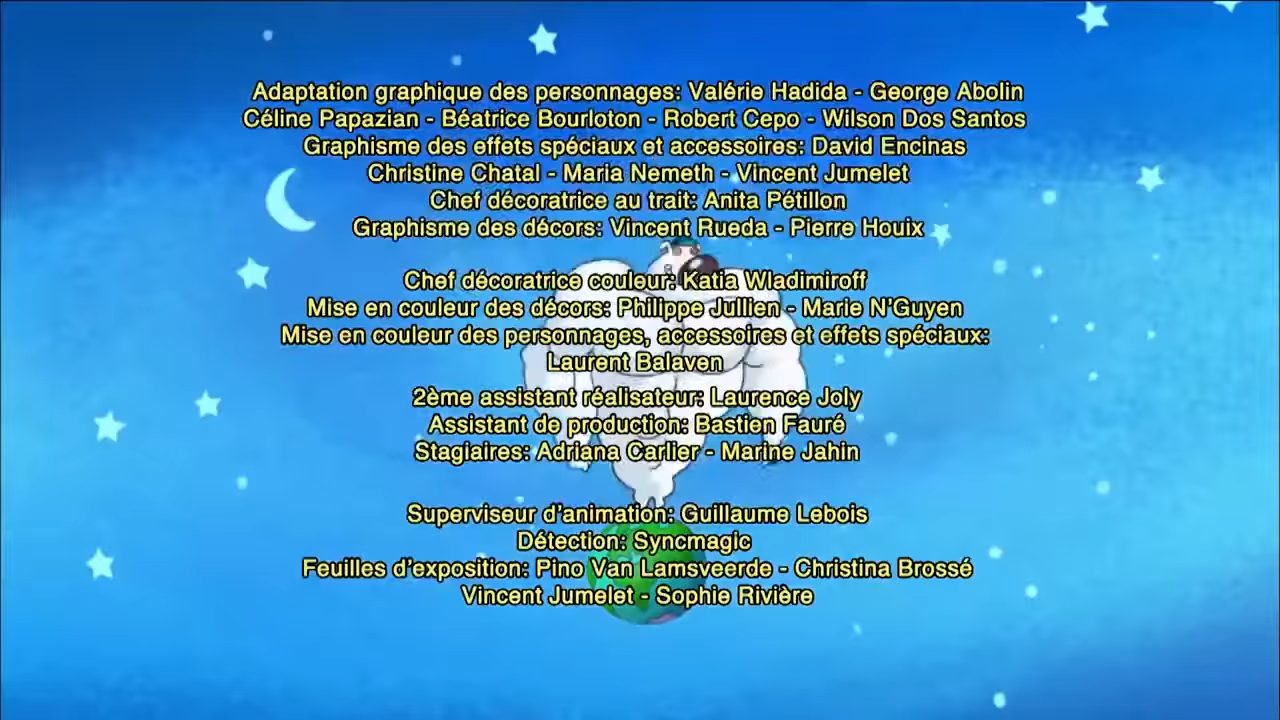 Adaptation graphique des personnages: Valérie Hadida - George Abolin
Céline Papazian - Béatrice Bourloton - Robert Cepo - Wilson Dos Santos
Graphisme des effets spéciaux et accessoires: David Encinas
Christine Chatal - Maria Nemeth - Vincent Jumelet
Chef décoratrice au trait: Anita Pétillon
Graphisme des décors: Vincent Rueda - Pierre Houix
Chef décoratrice couleur: Katia Wladimiroff
Mise en couleur des décors: Philippe Jullien - Marie N'Guyen
Mise en couleur des personnages, accessoires et effets spéciaux:
Laurent Balaven
2ème assistant réalisateur: Laurence Joly
Assistant de production: Bastien Fauré
Stagiaires: Adriana Carlier - Marine Jahin
Superviseur d'animation: Guillaume Lebois
Détection: Syncmagic
Feuilles d'exposition: Pino Van Lamsveerde - Christina Brossé
Vincent Jumelet - Sophie Rivière